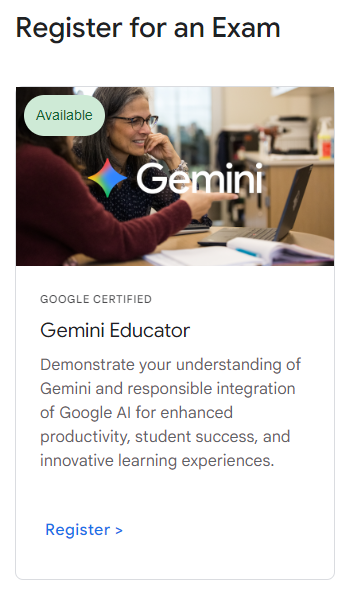 Register for an Exam
Available
Gemini
GOOGLE CERTIFIED
Gemini Educator
Demonstrate your understanding of
Gemini and responsible integration
of Google AI for enhanced
productivity, student success, and
innovative learning experiences.
Register >